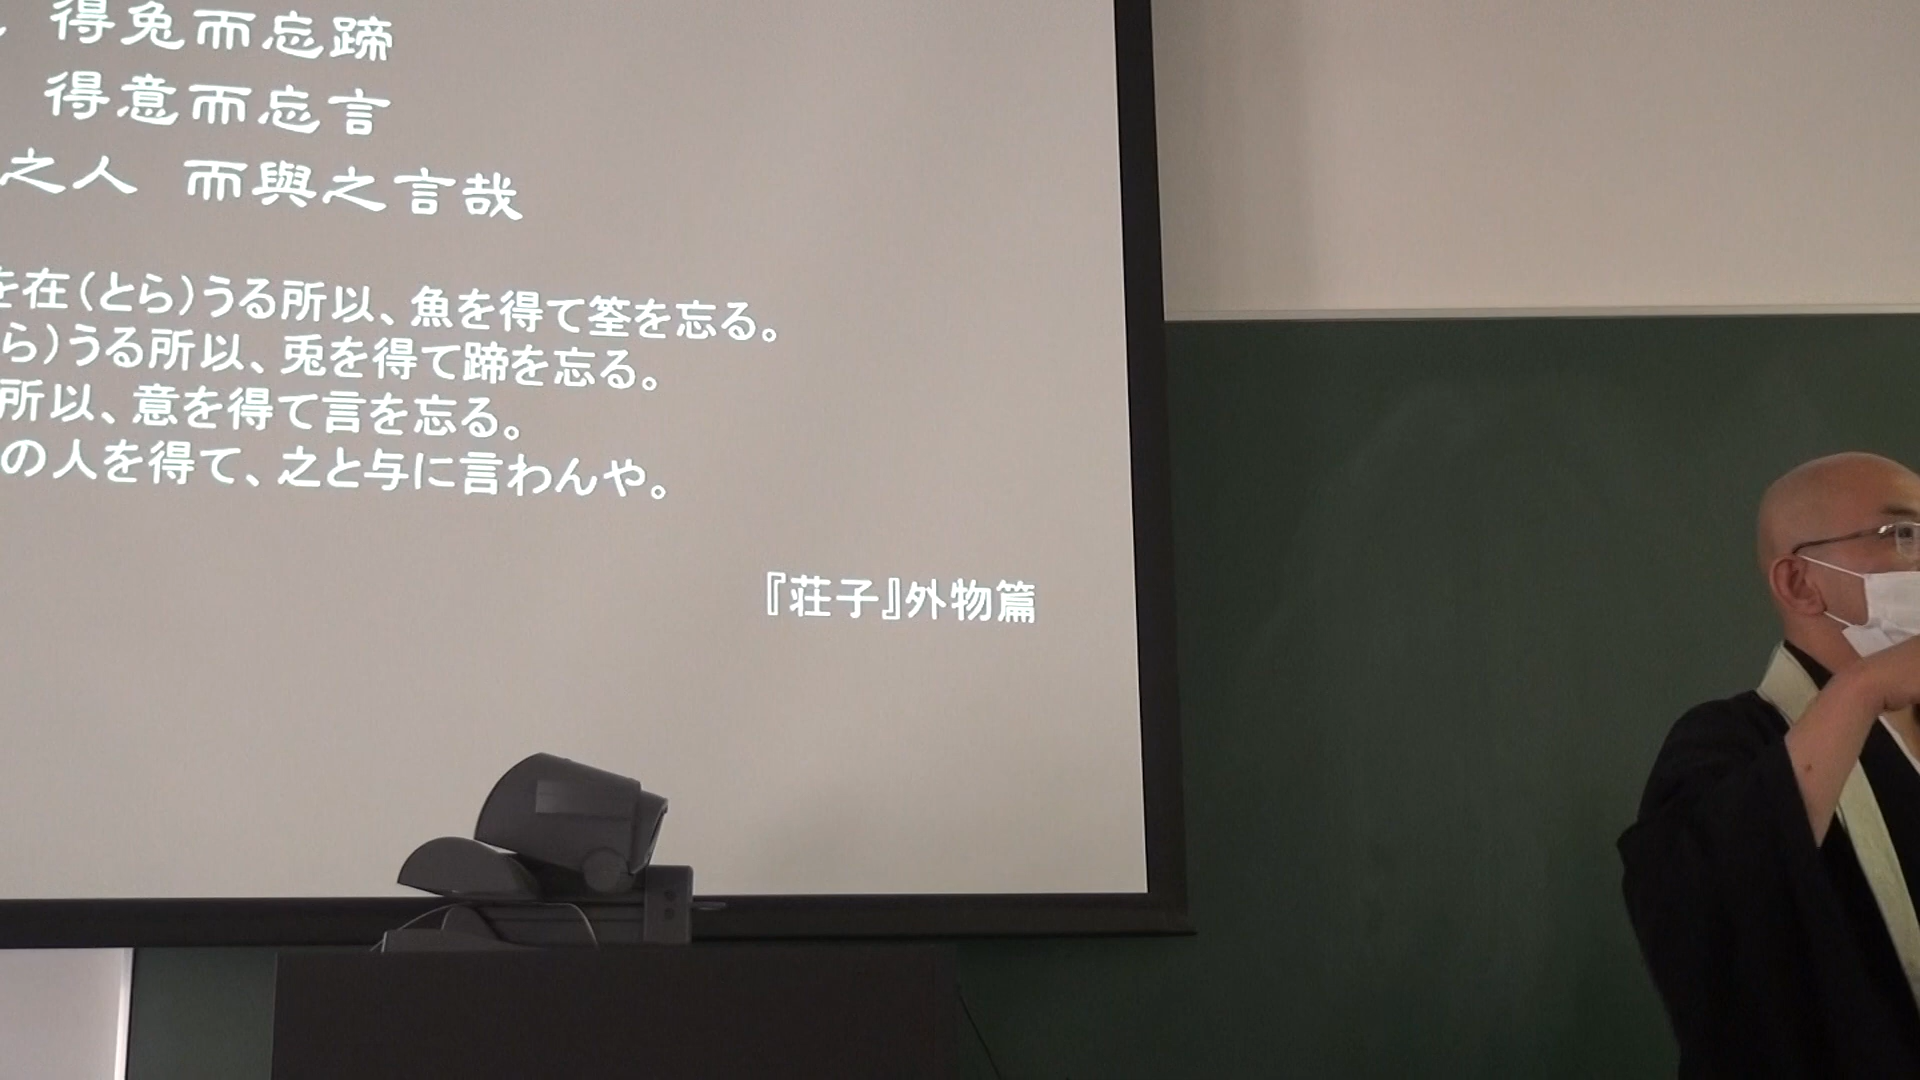 得兔而忘蹄
得意而忘言
之人 而與之言哉
を在(とら)うる所以、魚を得て筌を忘る。
ら)うる所以、兎を得て蹄を忘る。
所以、意を得て言を忘る。
の人を得て、之と与に言わんや。
『荘子』外物篇